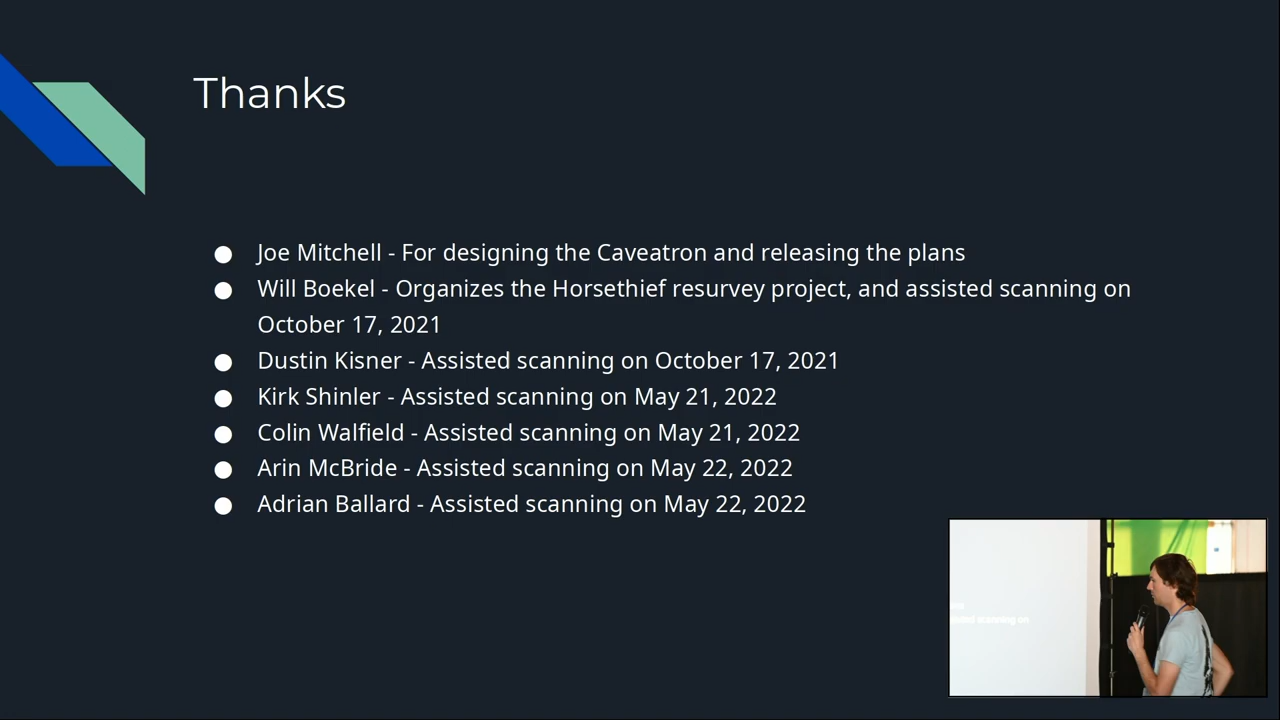 Thanks
● Joe Mitchell - For designing the Caveatron and releasing the plans
● Will Boekel - Organizes the Horsethief resurvey project, and assisted scanning on
October 17, 2021
● Dustin Kisner - Assisted scanning on October 17, 2021
● Kirk Shinler - Assisted scanning on May 21, 2022
● Colin Walfield - Assisted scanning on May 21, 2022
● Arin McBride - Assisted scanning on May 22, 2022
● Adrian Ballard - Assisted scanning on May 22, 2022
scanning on